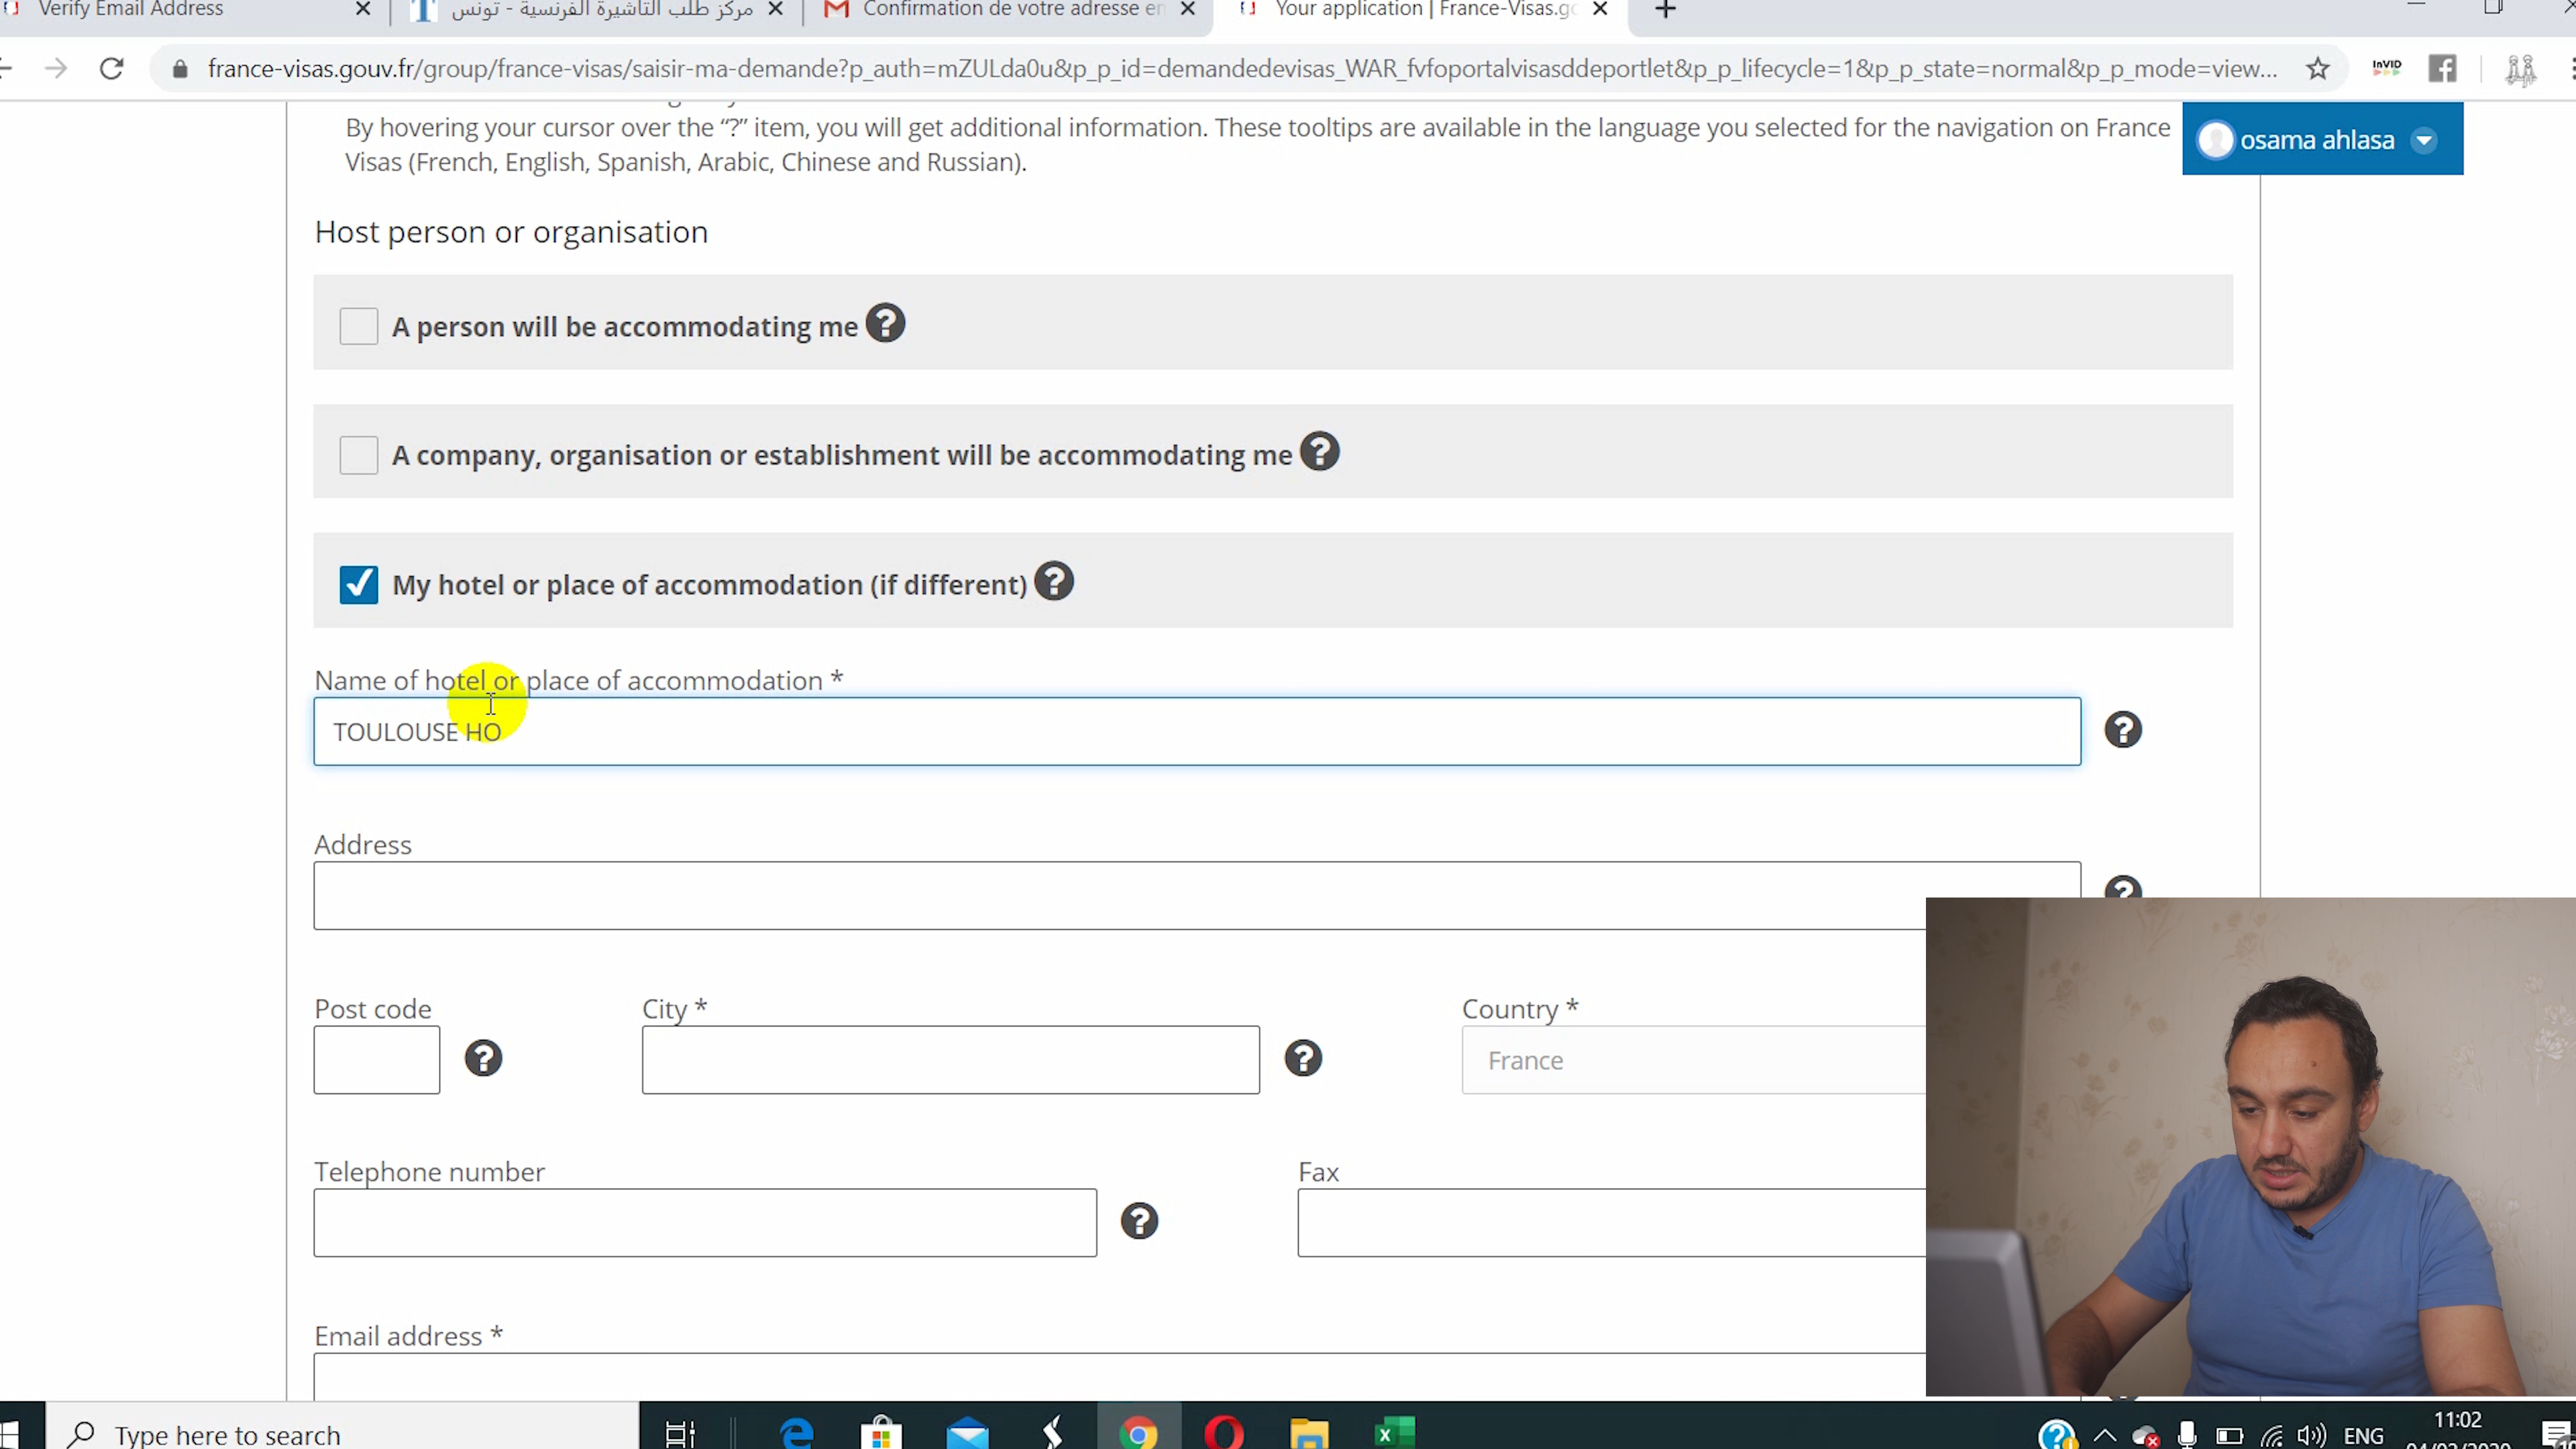 Verify Email Address
مركز طلب التأشيرة الفرنسية - تونس
Confirmation de votre adresse en
Your application | France-Visas.go
france-visas.gouv.fr/group/france-visas/saisir-ma-demande?p_auth=mZULda0u&p_p_id=demandedevisas_WAR_fvfoportalvisasddeportlet&p_p_lifecycle=1&p_p_state=normal&p_p_mode=view...
InVID
By hovering your cursor over the “?” item, you will get additional information. These tooltips are available in the language you selected for the navigation on France
Visas (French, English, Spanish, Arabic, Chinese and Russian).
osama ahlasa
Host person or organisation
A person will be accommodating me ?
A company, organisation or establishment will be accommodating me ?
My hotel or place of accommodation (if different) ?
Name of hotel or place of accommodation *
TOULOUSE HO
?
Address
?
Post code
City *
Country *
?
?
France
Telephone number
Fax
?
Email address *
Type here to search
ENG
11:02